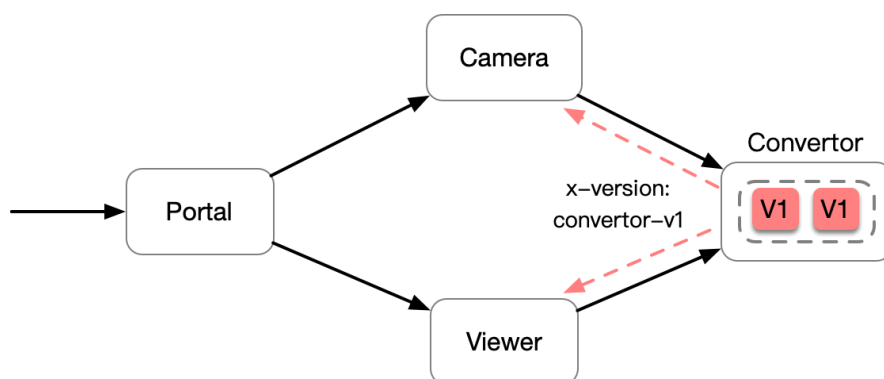 Camera
Convertor
Portal
x-version:
convertor-v1
V1 V1
Viewer